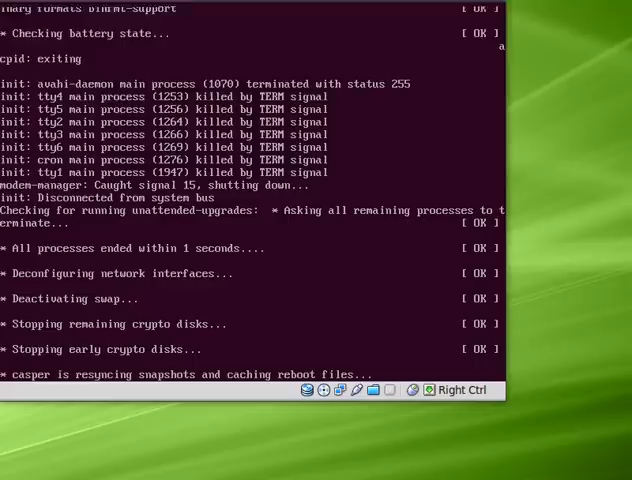 inary formats binfmt-support [ OK ]
* Checking battery state... [ OK ]
a
cpid: exiting
init: avahi-daemon main process (1070) terminated with status 255
init: tty4 main process (1253) killed by TERM signal
init: tty5 main process (1256) killed by TERM signal
init: tty2 main process (1264) killed by TERM signal
init: tty3 main process (1266) killed by TERM signal
init: tty6 main process (1269) killed by TERM signal
init: cron main process (1276) killed by TERM signal
init: tty1 main process (1947) killed by TERM signal
modem-manager: Caught signal 15, shutting down...
init: Disconnected from system bus
Checking for running unattended-upgrades:  * Asking all remaining processes to t
erminate... [ OK ]
* All processes ended within 1 seconds.... [ OK ]
* Deconfiguring network interfaces... [ OK ]
* Deactivating swap... [ OK ]
* Stopping remaining crypto disks... [ OK ]
* Stopping early crypto disks... [ OK ]
* casper is resyncing snapshots and caching reboot files...
Right Ctrl